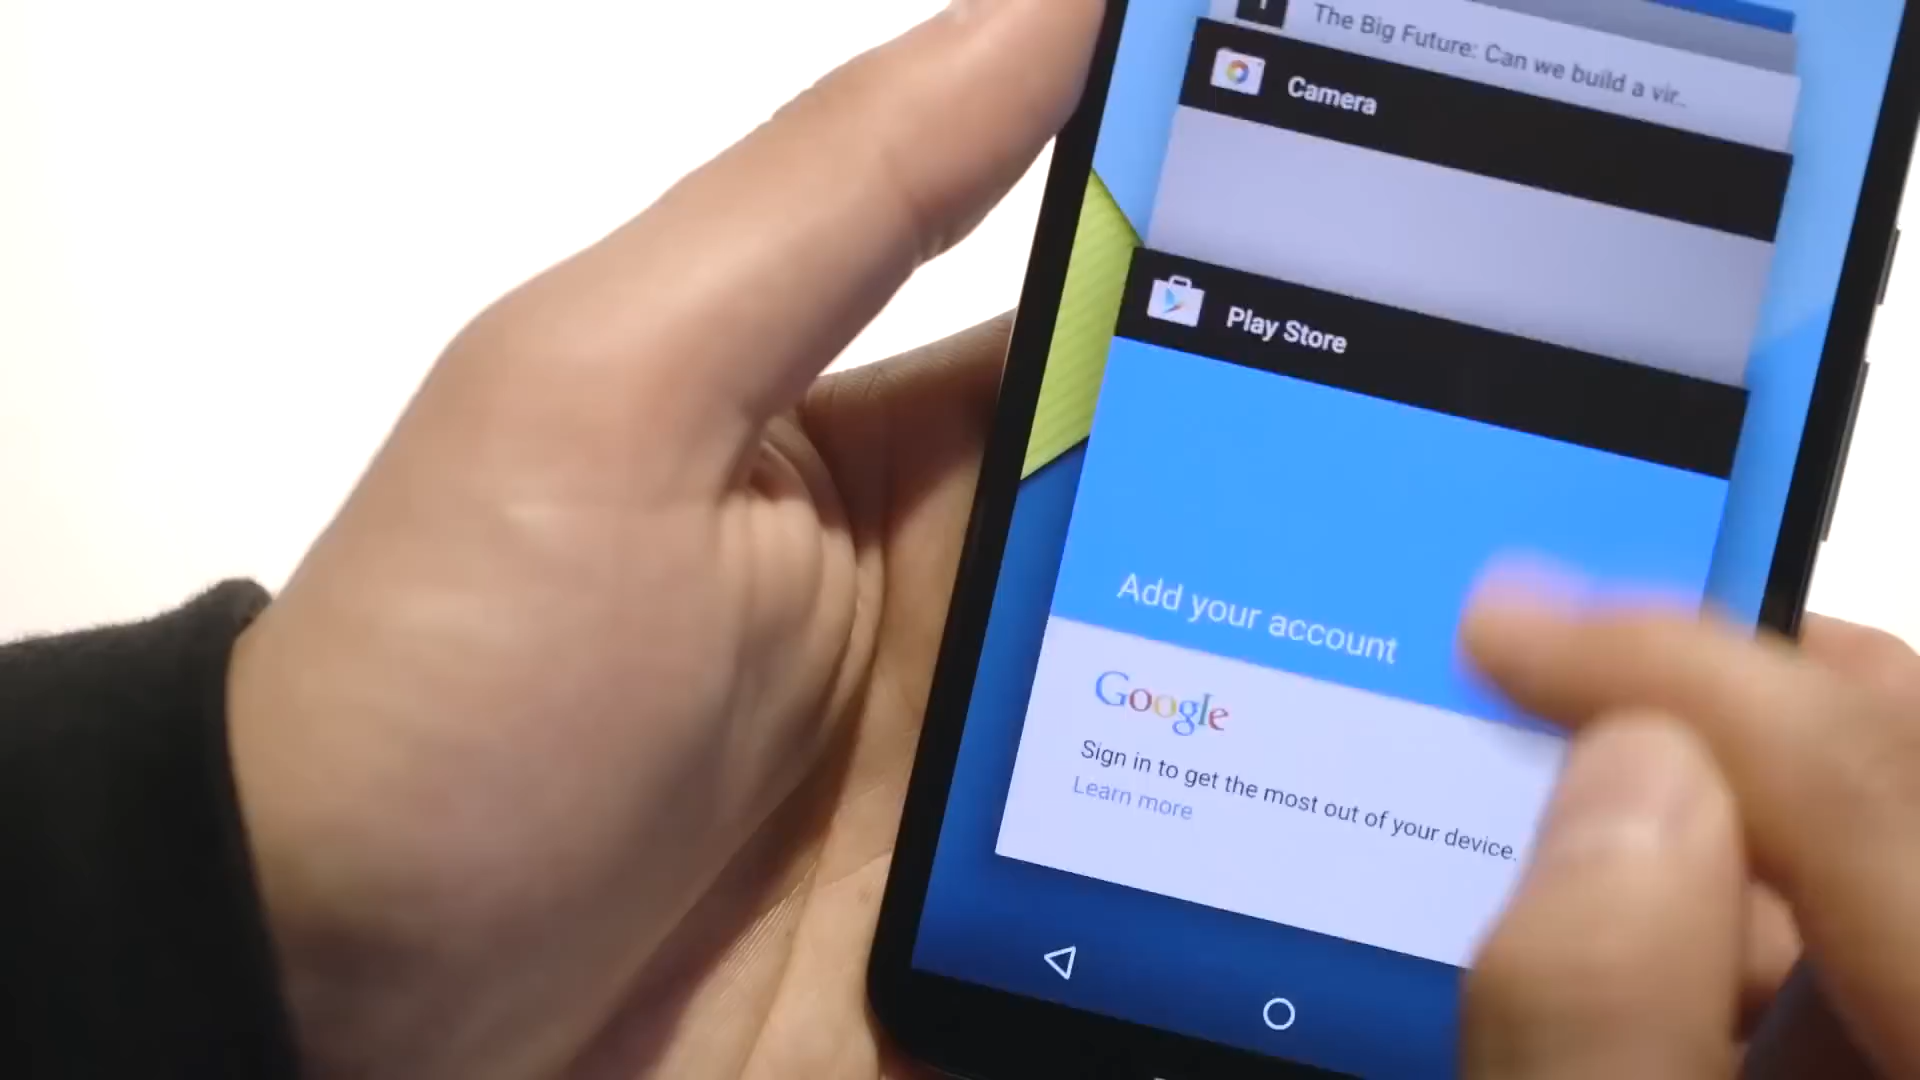 The Big Future: Can we build a vir..
Camera
Play Store
Add your account
Google
Sign in to get the most out of your device.
Learn more